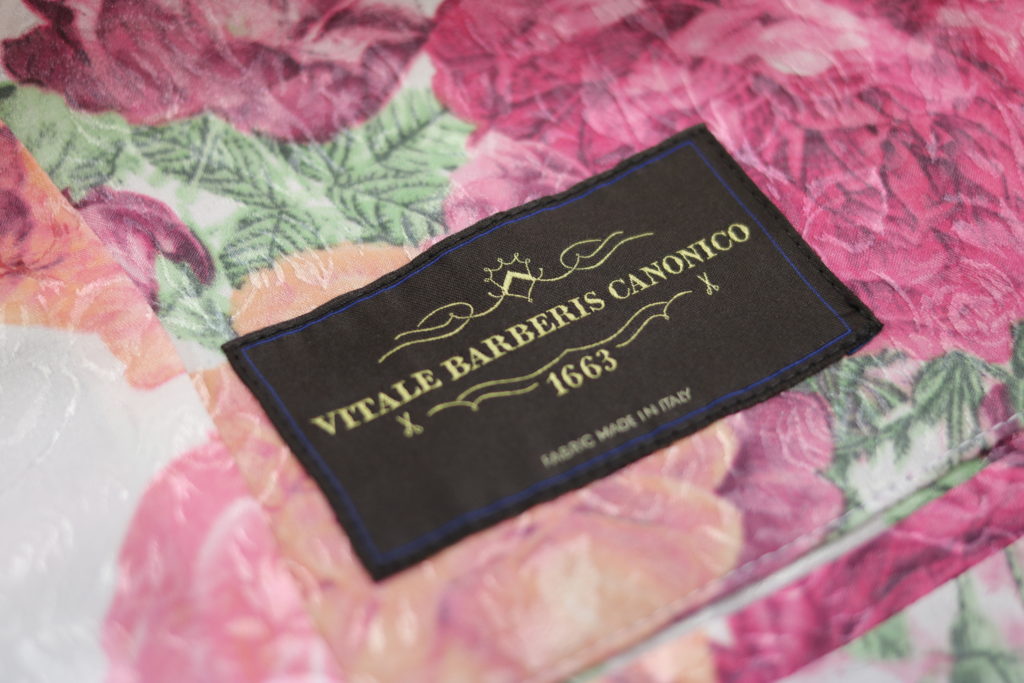 VITALE BARBERIS CANONICO
1663
FABRIC MADE IN ITALY